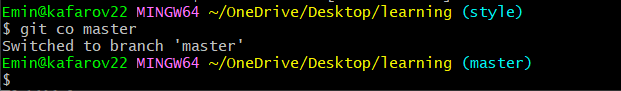 Emin@kafarov22 MINGW64 ~/OneDrive/Desktop/learning (style)
$ git co master
Switched to branch 'master'
Emin@kafarov22 MINGW64 ~/OneDrive/Desktop/learning (master)
$